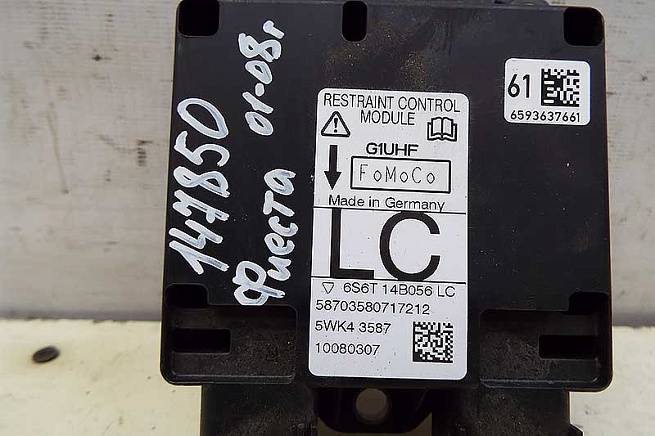 147850
Фиеста 01-08г
RESTRAINT CONTROL
MODULE
G1UHF
FoMoCo
Made in Germany
LC
6S6T 14B056 LC
58703580717212
5WK4 3587
10080307
61
6593637661